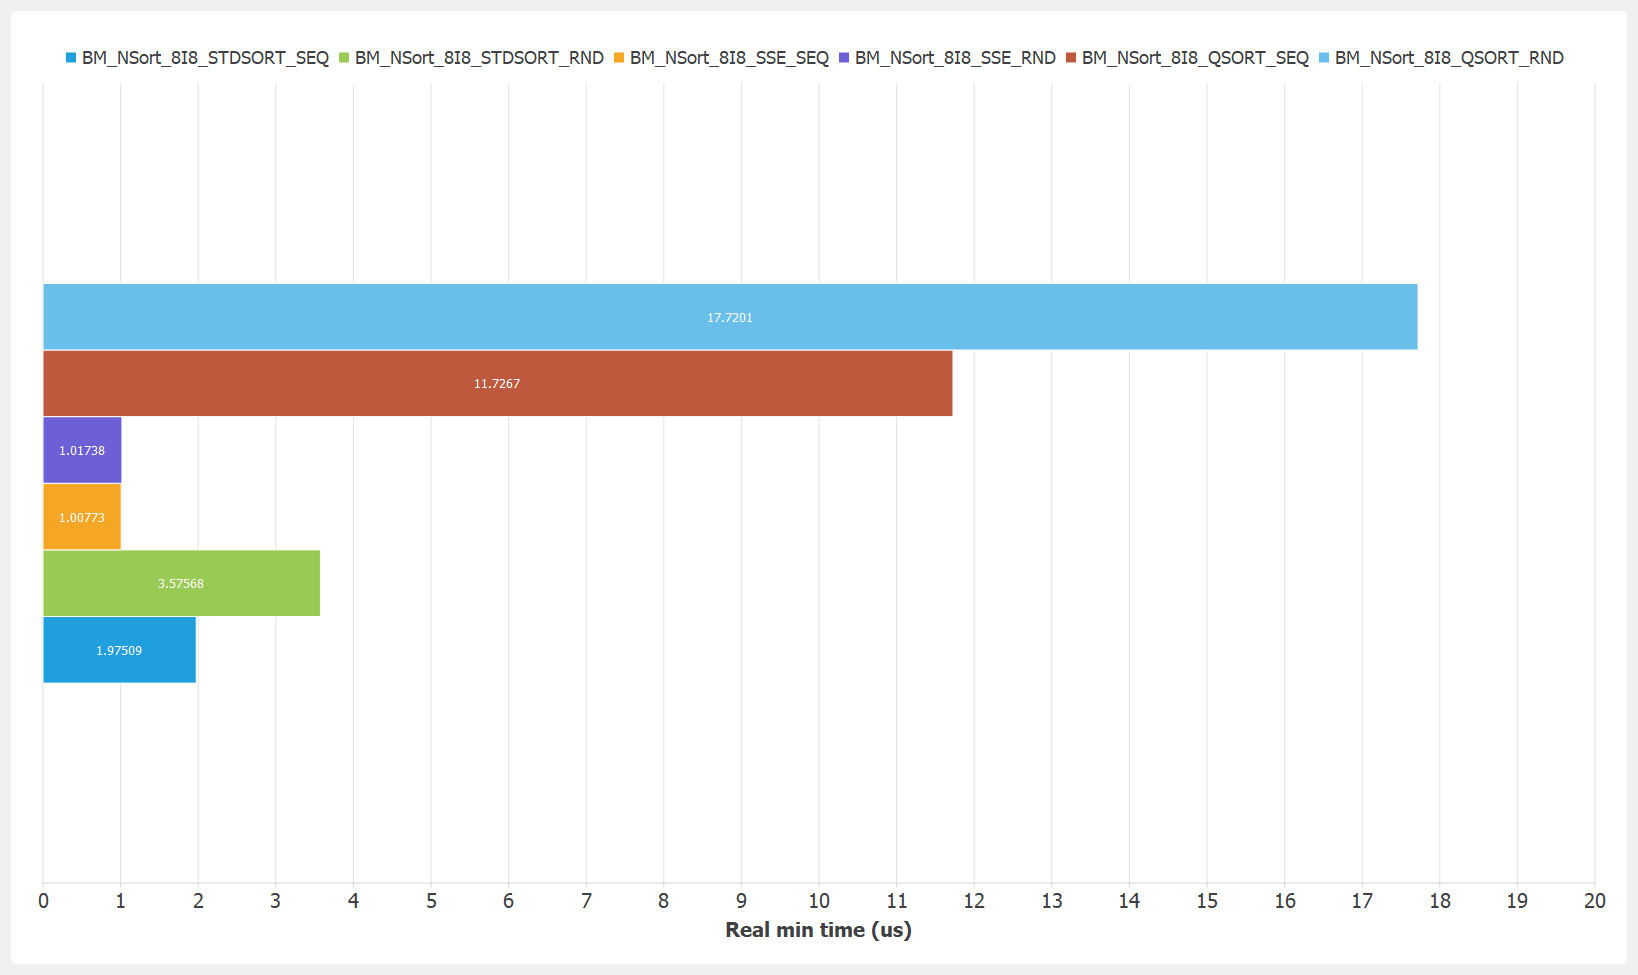 BM_NSort_8I8_STDSORT_SEQ BM_NSort_8I8_STDSORT_RND BM_NSort_8I8_SSE_SEQ BM_NSort_8I8_SSE_RND BM_NSort_8I8_QSORT_SEQ BM_NSort_8I8_QSORT_RND
17.7201
11.7267
1.01738
1.00773
3.57568
1.97509
0 1 2 3 4 5 6 7 8 9 10 11 12 13 14 15 16 17 18 19 20
Real min time (us)